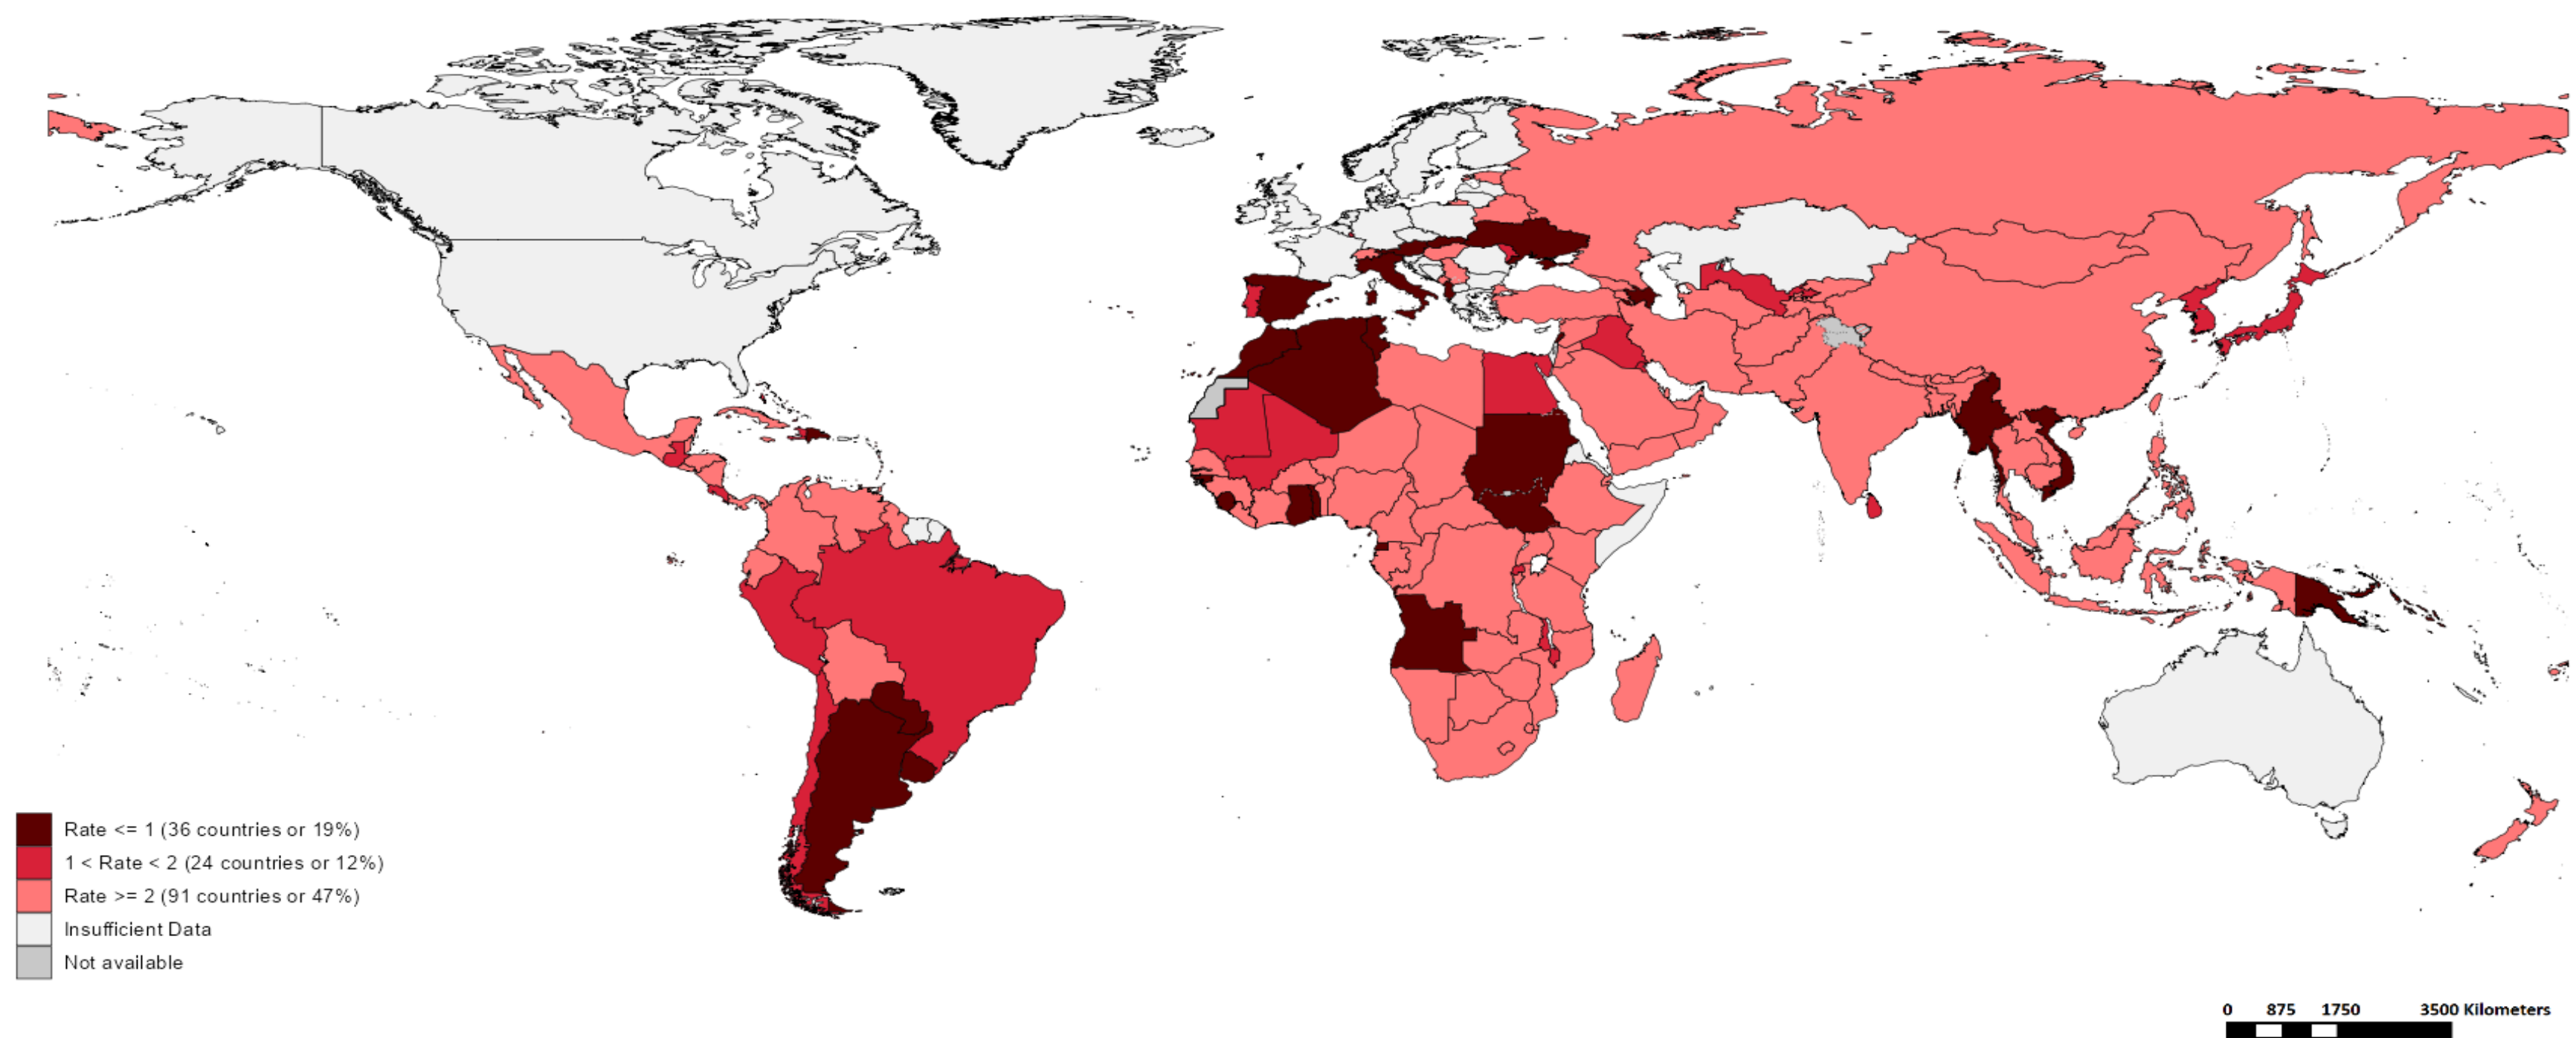 Rate <= 1 (36 countries or 19%)
1 < Rate < 2 (24 countries or 12%)
Rate >= 2 (91 countries or 47%)
Insufficient Data
Not available
0 875 1750 3500 Kilometers